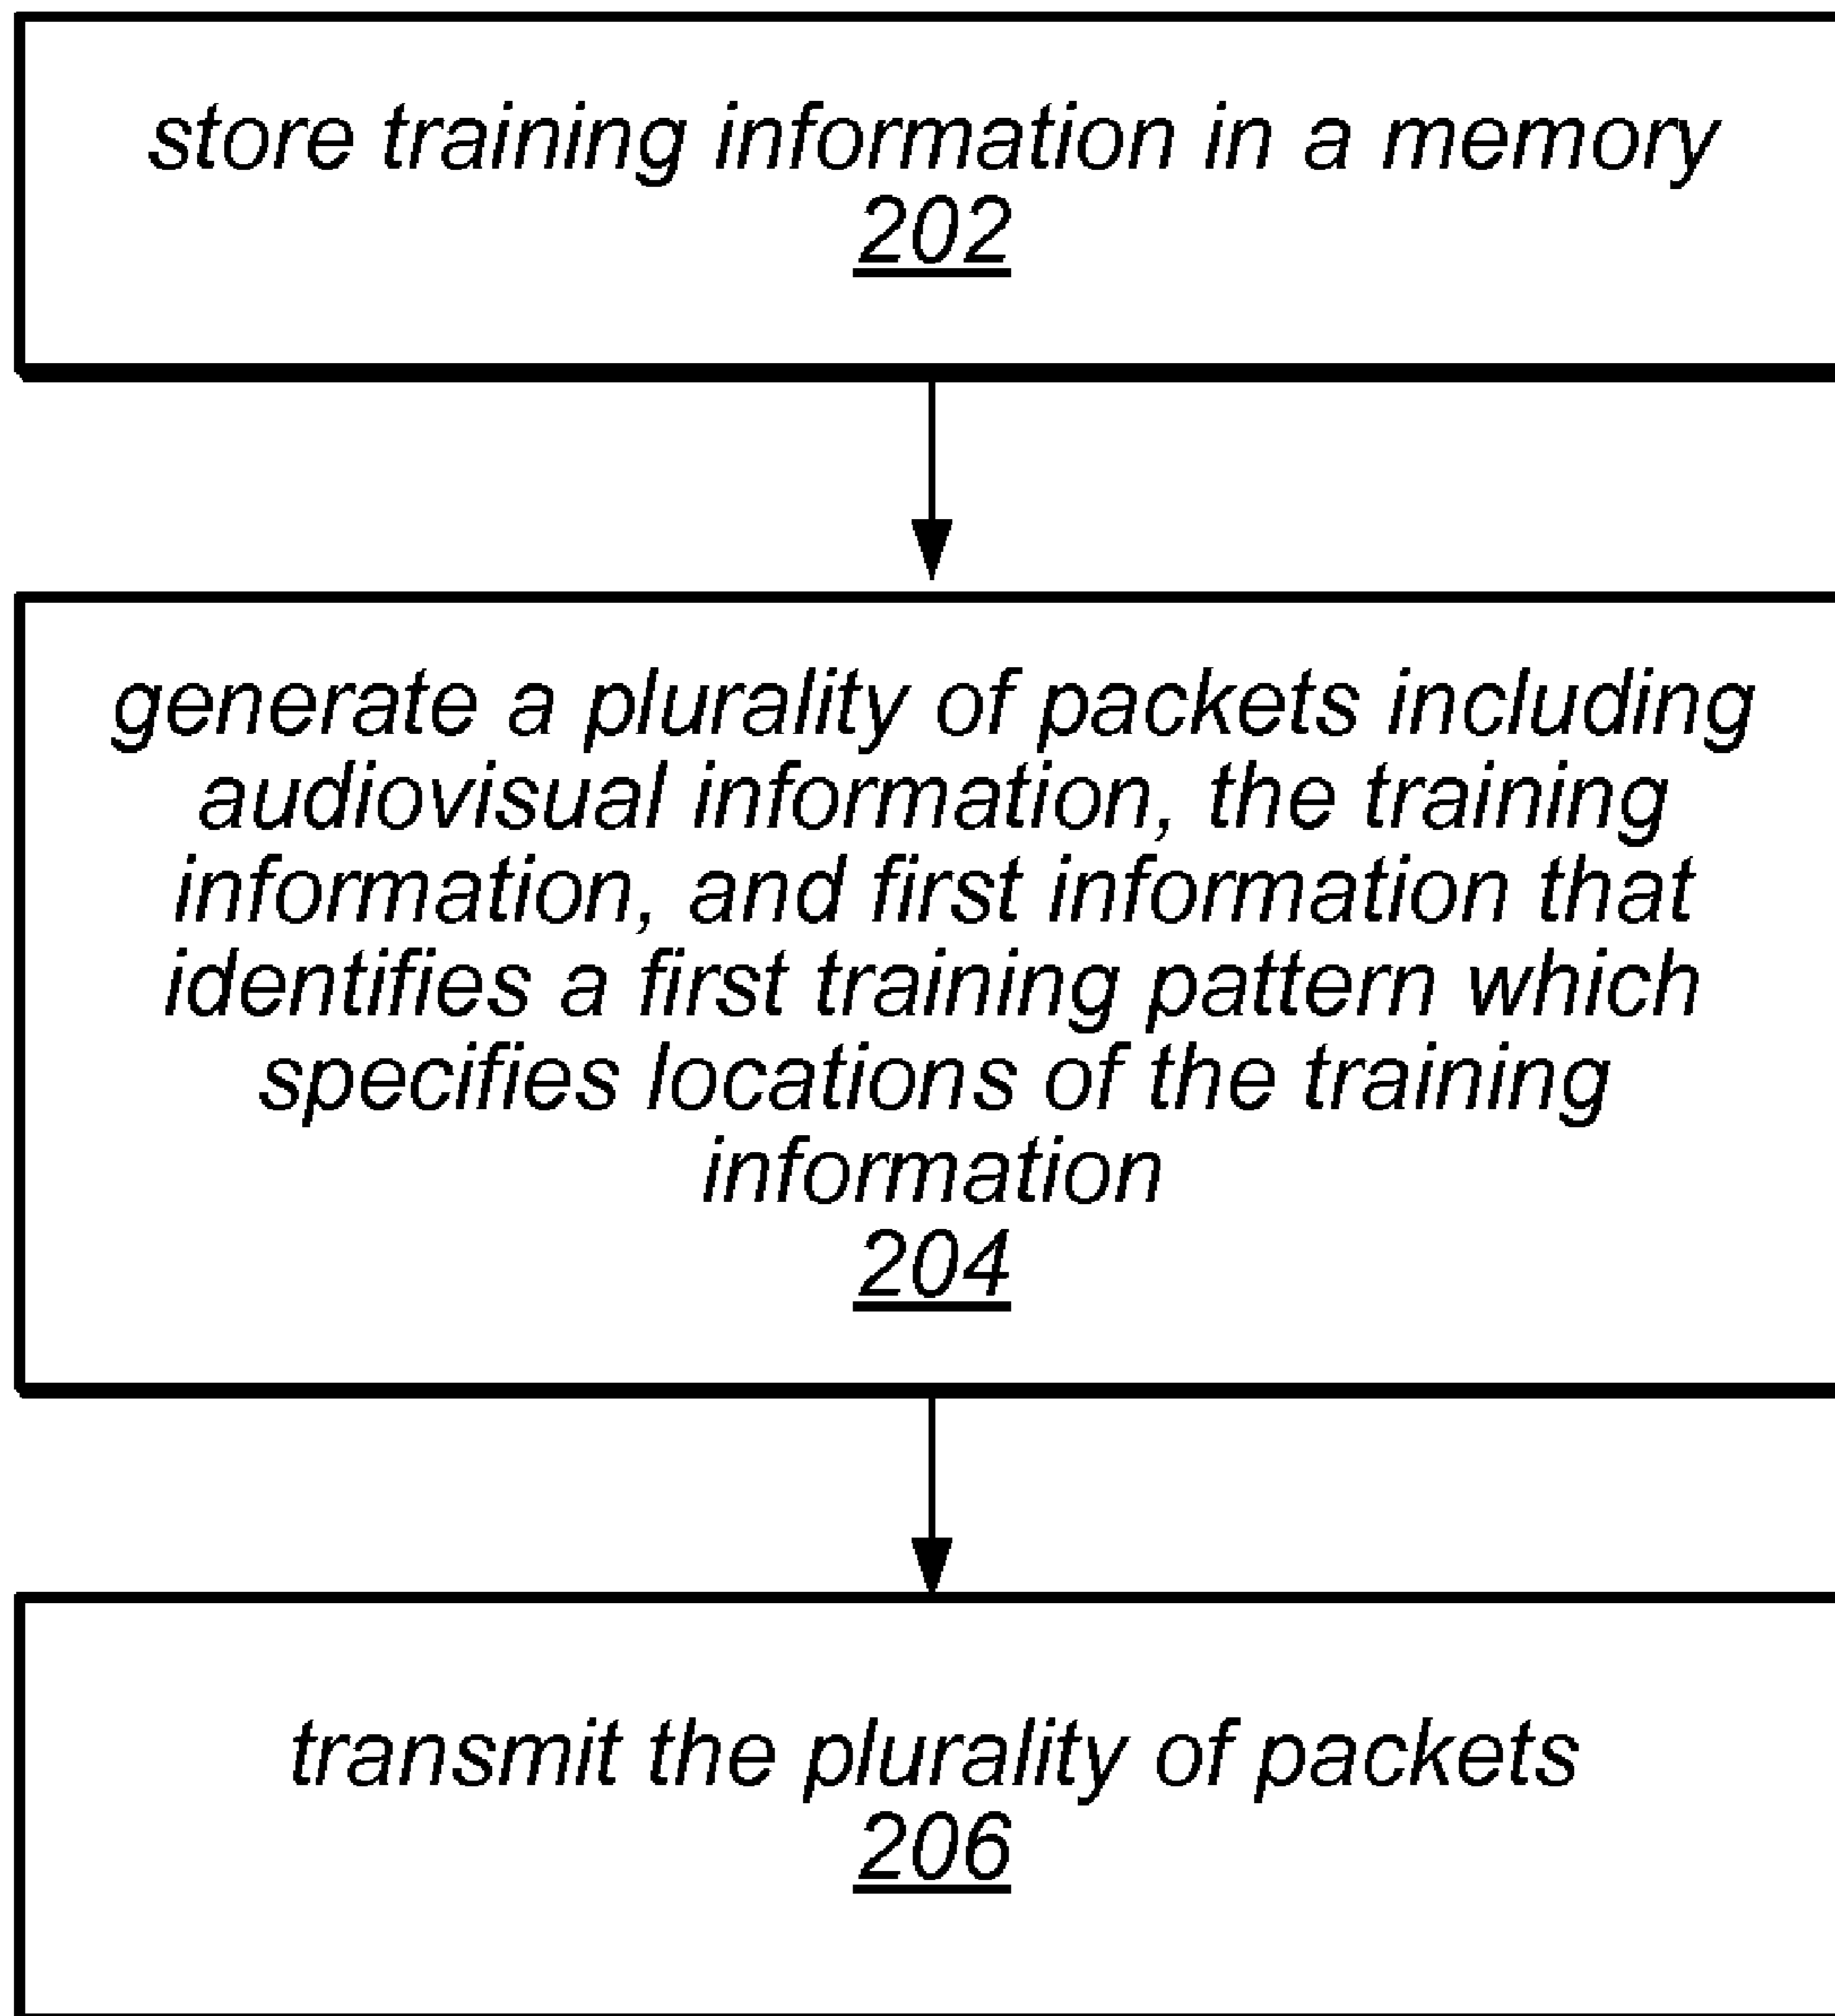 store training information in a memory
202
generate a plurality of packets including
audiovisual information, the training
information, and first information that
identifies a first training pattern which
specifies locations of the training
information
204
transmit the plurality of packets
206